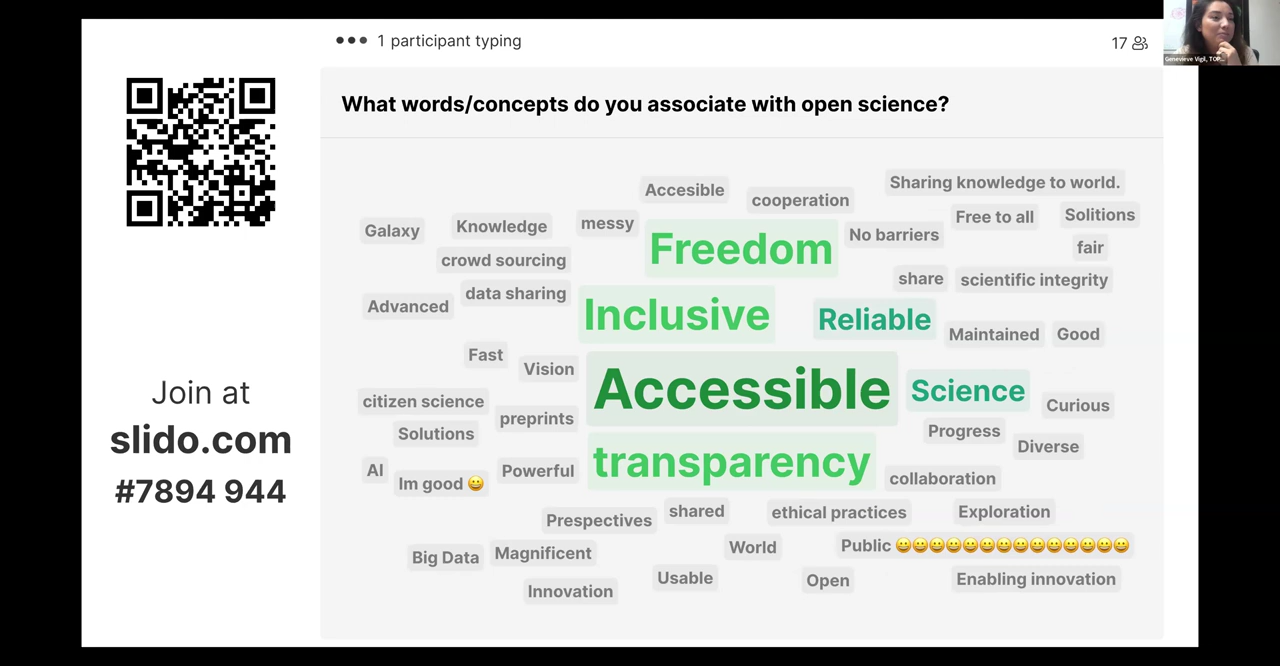 1 participant typing
17
Genevieve Vigil, TOP...
What words/concepts do you associate with open science?
Sharing knowledge to world.
Accesible
cooperation
Free to all
Solitions
Galaxy
Knowledge
messy
Freedom
No barriers
fair
crowd sourcing
share
scientific integrity
Advanced
data sharing
Inclusive
Reliable
Maintained
Good
Fast
Vision
Accessible
Science
Curious
citizen science
preprints
Solutions
Progress
Diverse
AI
Im good 😀
Powerful
transparency
collaboration
Prespectives
shared
ethical practices
Exploration
Big Data
Magnificent
World
Public 😀😀😀😀😀😀😀😀😀😀😀😀😀😀
Innovation
Usable
Open
Enabling innovation
Join at
slido.com
#7894 944